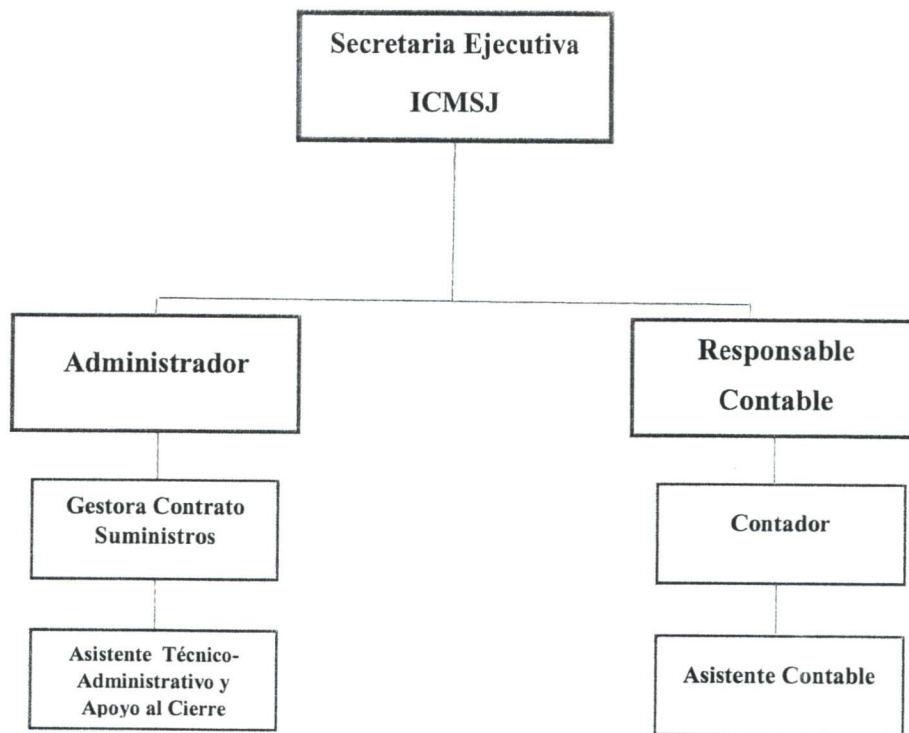 Secretaria Ejecutiva
ICMSJ
Administrador
Responsable
Contable
Gestora Contrato
Suministros
Contador
Asistente Técnico-
Administrativo y
Apoyo al Cierre
Asistente Contable